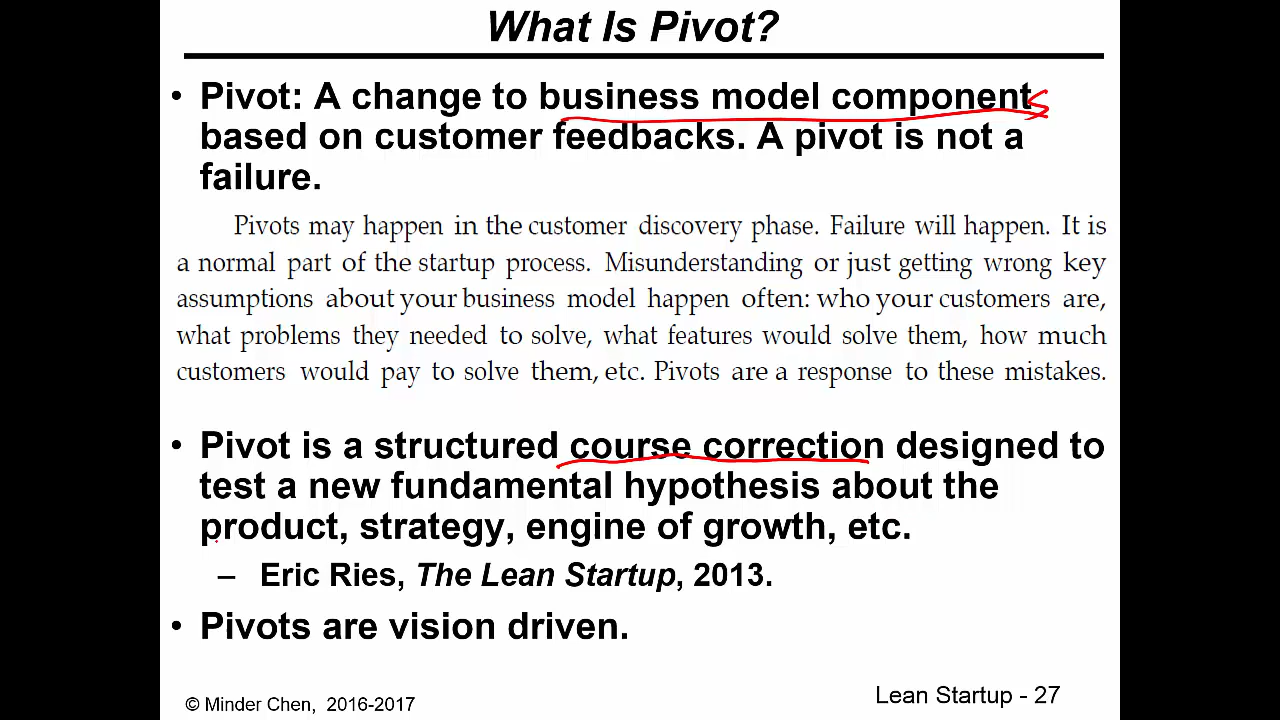 What Is Pivot?
• Pivot: A change to business model components
based on customer feedbacks. A pivot is not a
failure.
Pivots may happen in the customer discovery phase. Failure will happen. It is
a normal part of the startup process. Misunderstanding or just getting wrong key
assumptions about your business model happen often: who your customers are,
what problems they needed to solve, what features would solve them, how much
customers would pay to solve them, etc. Pivots are a response to these mistakes.
• Pivot is a structured course correction designed to
test a new fundamental hypothesis about the
product, strategy, engine of growth, etc.
– Eric Ries, The Lean Startup, 2013.
• Pivots are vision driven.
© Minder Chen, 2016-2017
Lean Startup - 27